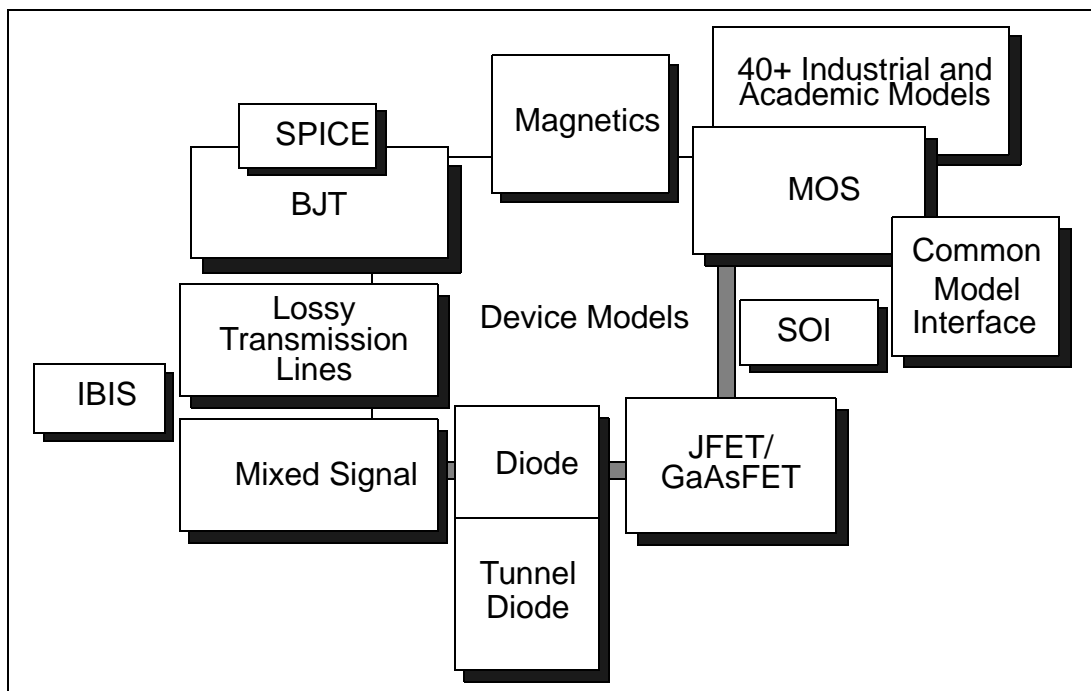 40+ Industrial and
Academic Models
Magnetics
SPICE
BJT
MOS
Common
Model
Interface
Lossy
Transmission
Lines
Device Models
SOI
IBIS
Mixed Signal
Diode
JFET/
GaAsFET
Tunnel
Diode